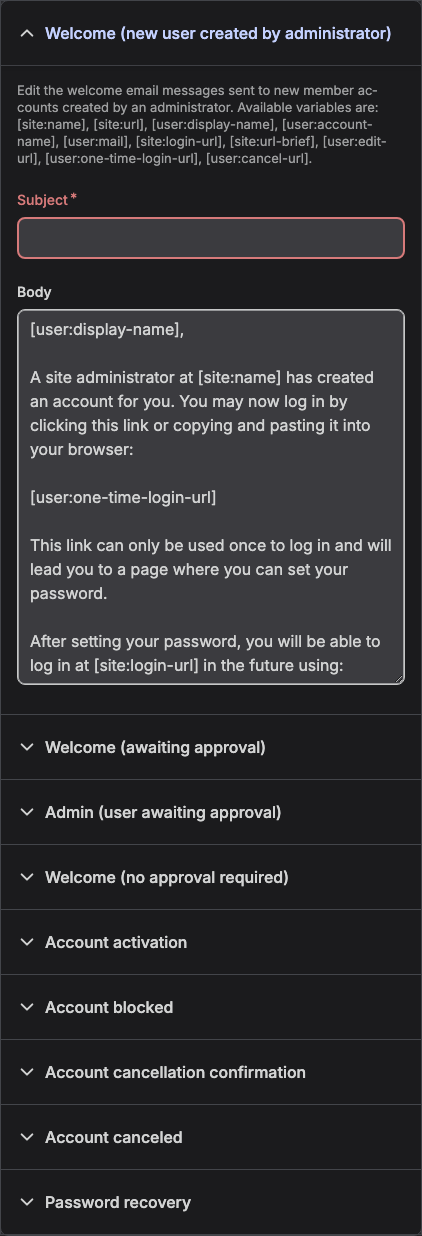 Welcome (new user created by administrator)
Edit the welcome email messages sent to new member ac-
counts created by an administrator. Available variables are:
[site:name], [site:url], [user:display-name], [user:account-
name], [user:mail], [site:login-url], [site:url-brief], [user:edit-
url], [user:one-time-login-url], [user:cancel-url].
Subject*
Body
[user:display-name],
A site administrator at [site:name] has created
an account for you. You may now log in by
clicking this link or copying and pasting it into
your browser:
[user:one-time-login-url]
This link can only be used once to log in and will
lead you to a page where you can set your
password.
After setting your password, you will be able to
log in at [site:login-url] in the future using:
Welcome (awaiting approval)
Admin (user awaiting approval)
Welcome (no approval required)
Account activation
Account blocked
Account cancellation confirmation
Account canceled
Password recovery